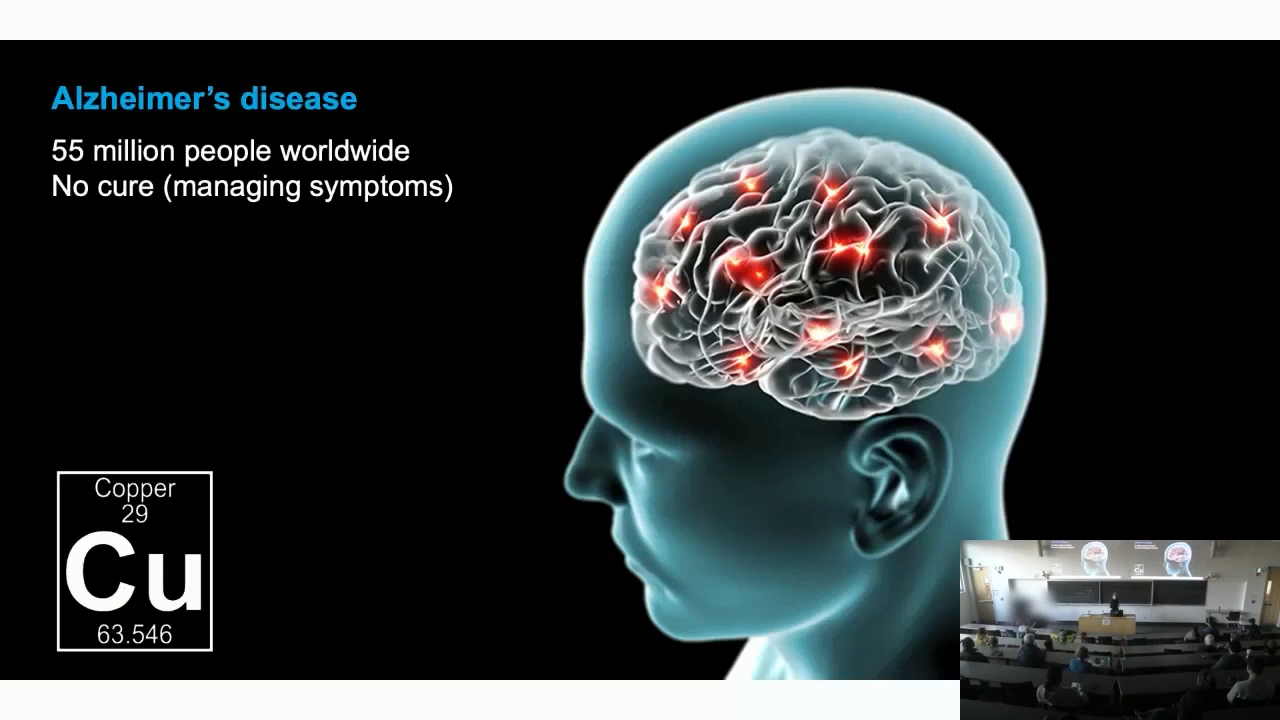 Alzheimer’s disease
55 million people worldwide
No cure (managing symptoms)
Copper
29
Cu
63.546